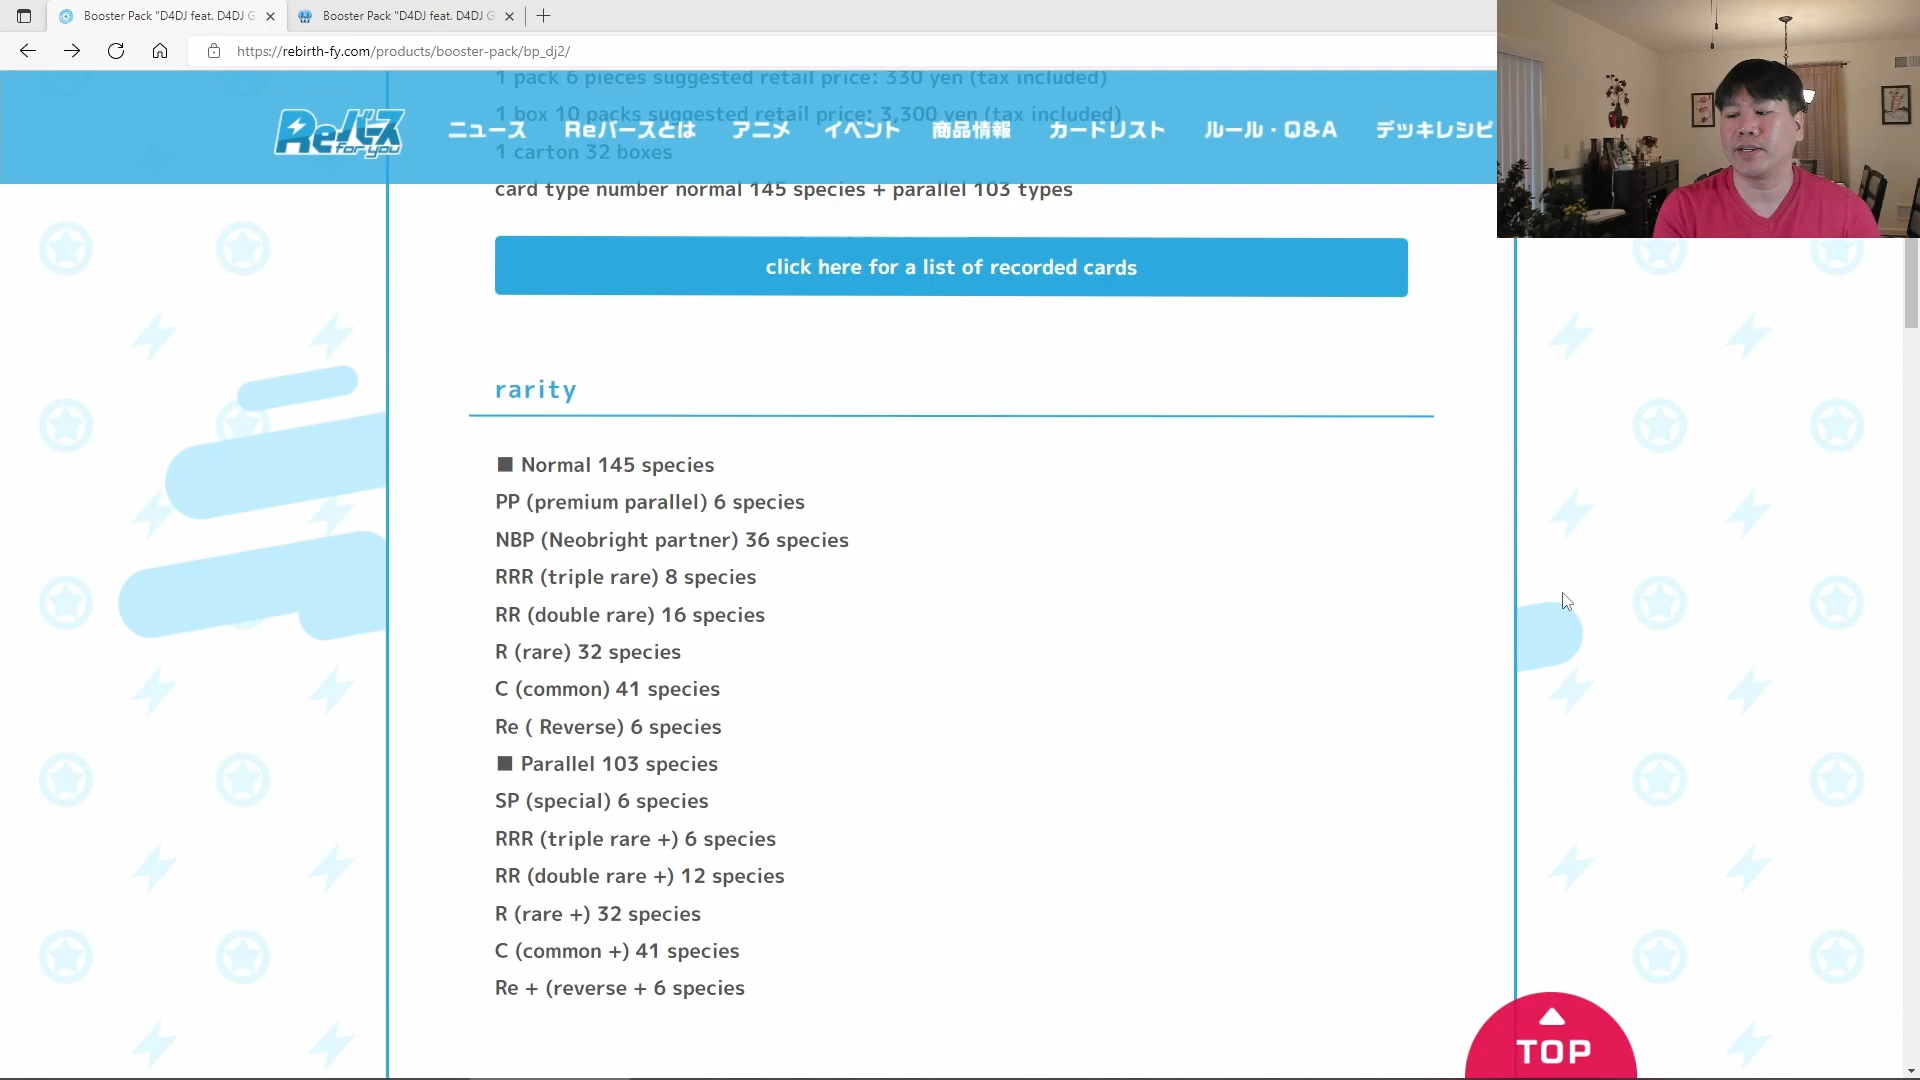 Booster Pack "D4DJ feat. D4DJ G
Booster Pack "D4DJ feat. D4DJ G
https://rebirth-fy.com/products/booster-pack/bp_dj2/
1 pack 6 pieces suggested retail price: 330 yen (tax included)
1 box 10 packs suggested retail price: 3,300 yen (tax included)
Reバース for you
ニュース Reバースとは アニメ イベント 商品情報 カードリスト ルール・Q&A デッキレシピ
1 carton 32 boxes
card type number normal 145 species + parallel 103 types
click here for a list of recorded cards
rarity
■ Normal 145 species
PP (premium parallel) 6 species
NBP (Neobright partner) 36 species
RRR (triple rare) 8 species
RR (double rare) 16 species
R (rare) 32 species
C (common) 41 species
Re ( Reverse) 6 species
■ Parallel 103 species
SP (special) 6 species
RRR (triple rare +) 6 species
RR (double rare +) 12 species
R (rare +) 32 species
C (common +) 41 species
Re + (reverse + 6 species
TOP